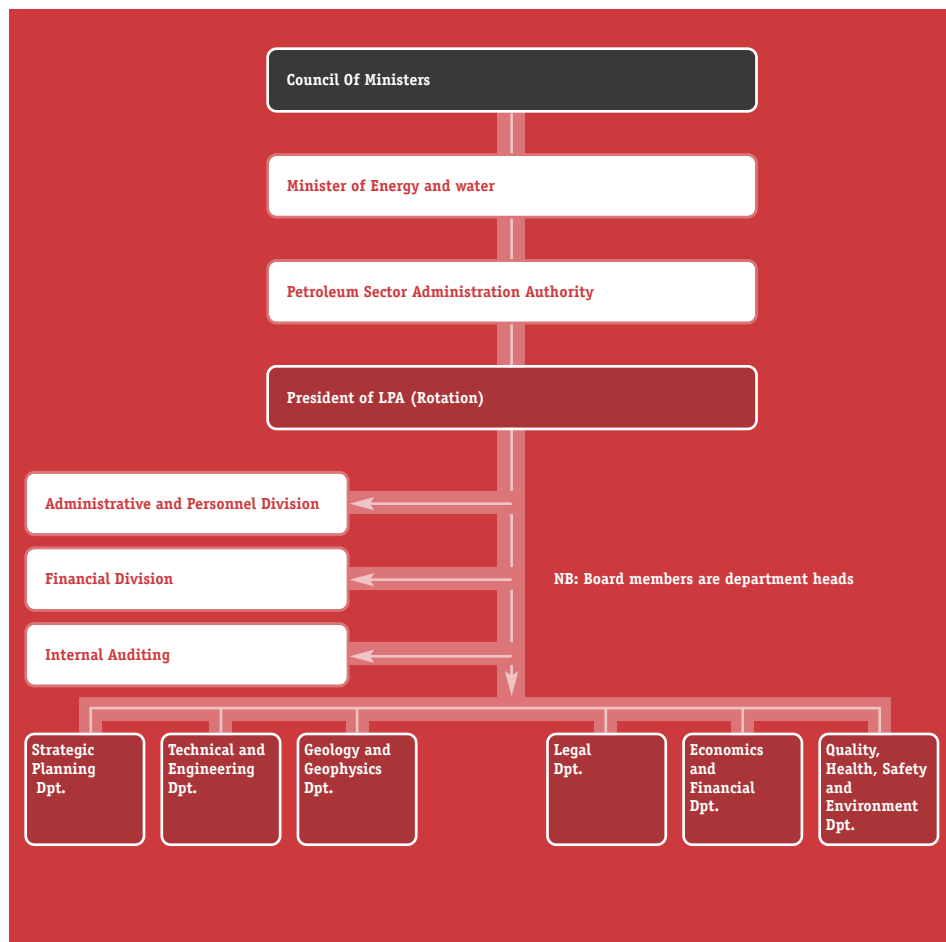 Council Of Ministers
Minister of Energy and water
Petroleum Sector Administration Authority
President of LPA (Rotation)
Administrative and Personnel Division
Financial Division
NB: Board members are department heads
Internal Auditing
Strategic
Planning
Dpt.
Technical and
Engineering
Dpt.
Geology and
Geophysics
Dpt.
Legal
Dpt.
Economics
and
Financial
Dpt.
Quality,
Health, Safety
and
Environment
Dpt.